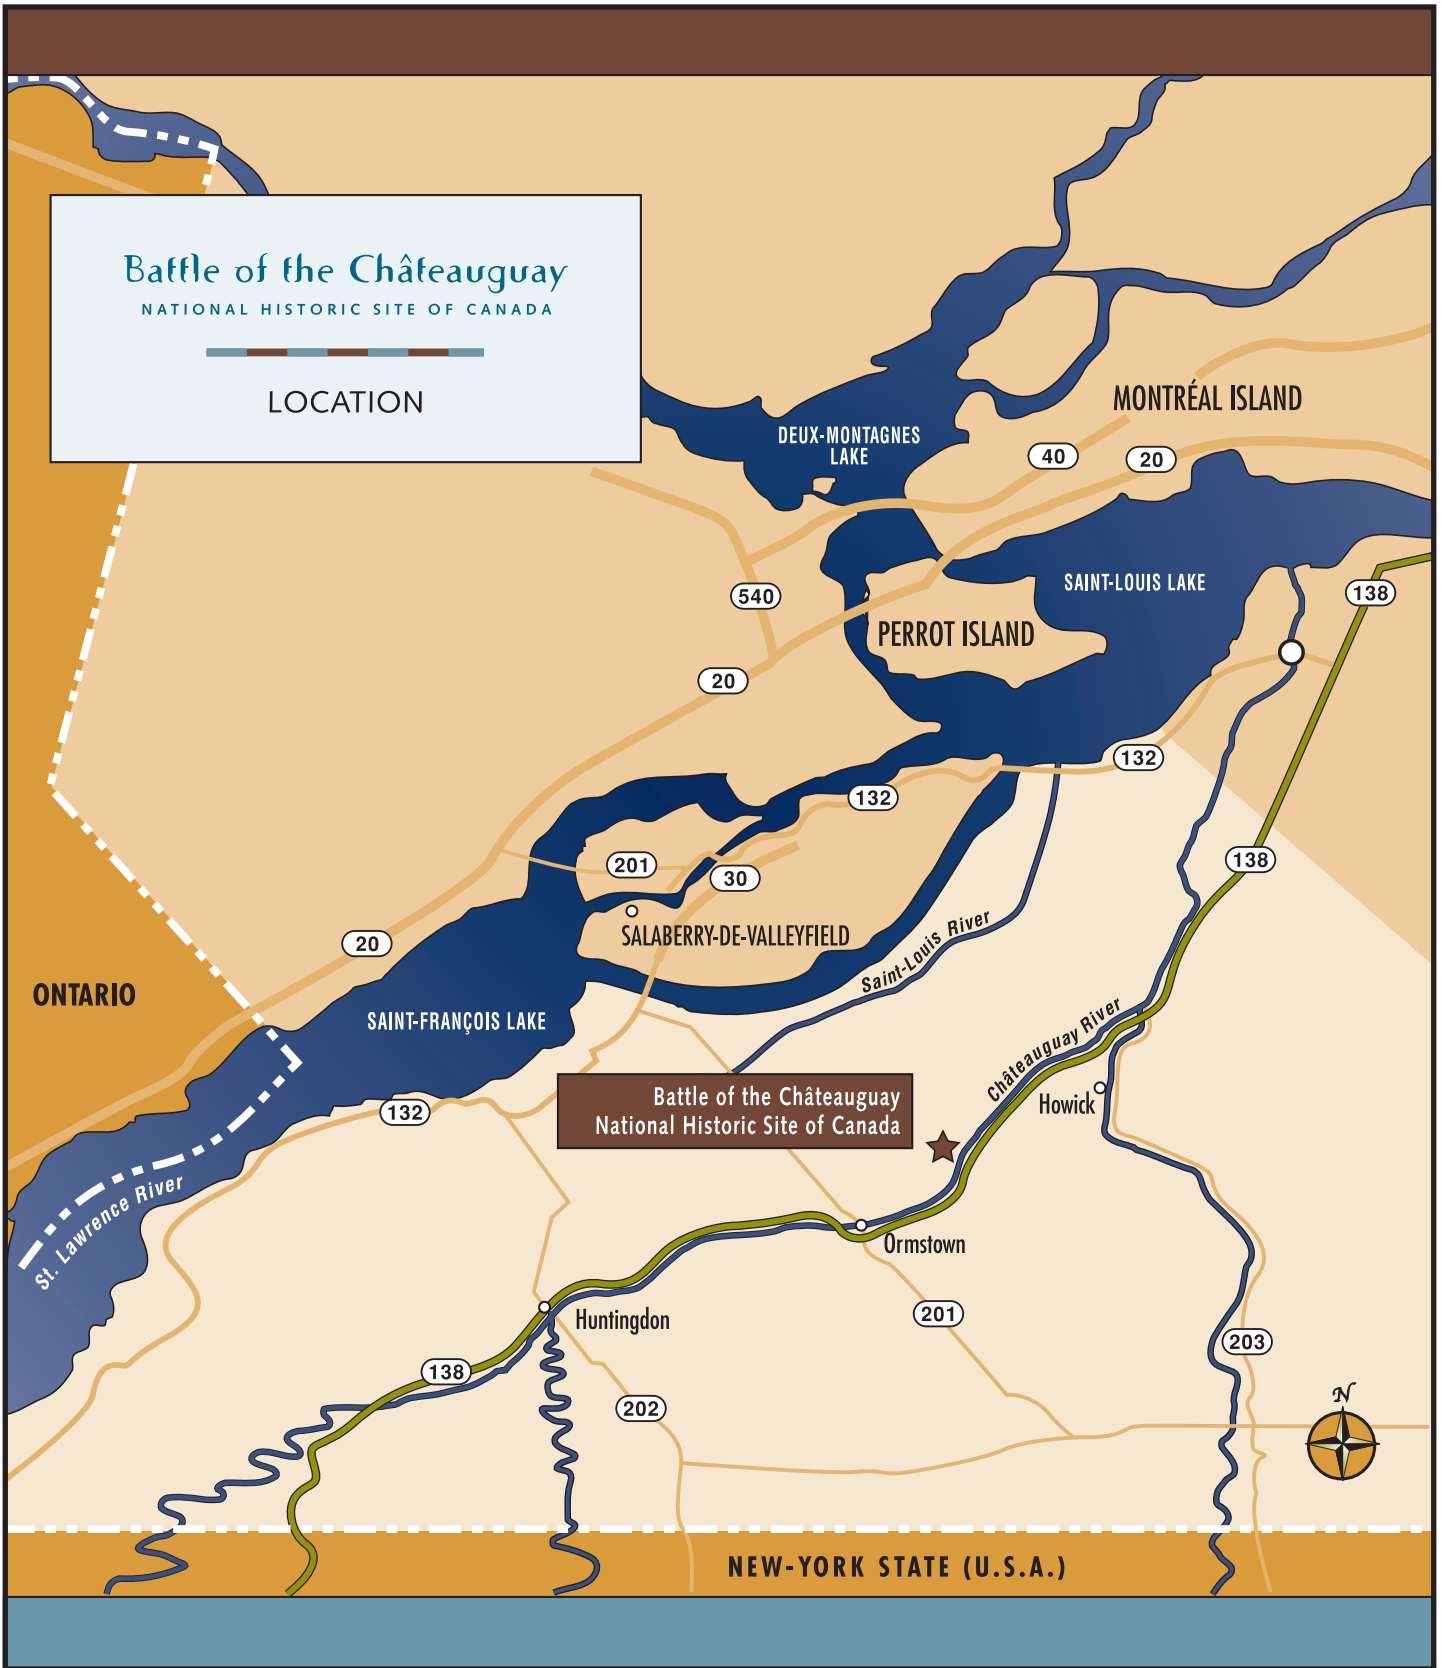 Battle of the Châteauguay
NATIONAL HISTORIC SITE OF CANADA
LOCATION
MONTRÉAL ISLAND
DEUX-MONTAGNES
LAKE
40
20
SAINT-LOUIS LAKE
540
138
PERROT ISLAND
20
132
132
201
30
138
SALABERRY-DE-VALLEYFIELD
20
Saint-Louis River
ONTARIO
SAINT-FRANÇOIS LAKE
Châteauguay River
132
Battle of the Châteauguay
National Historic Site of Canada
Howick
St. Lawrence River
Ormstown
Huntingdon
201
203
138
202
N
NEW-YORK STATE (U.S.A.)